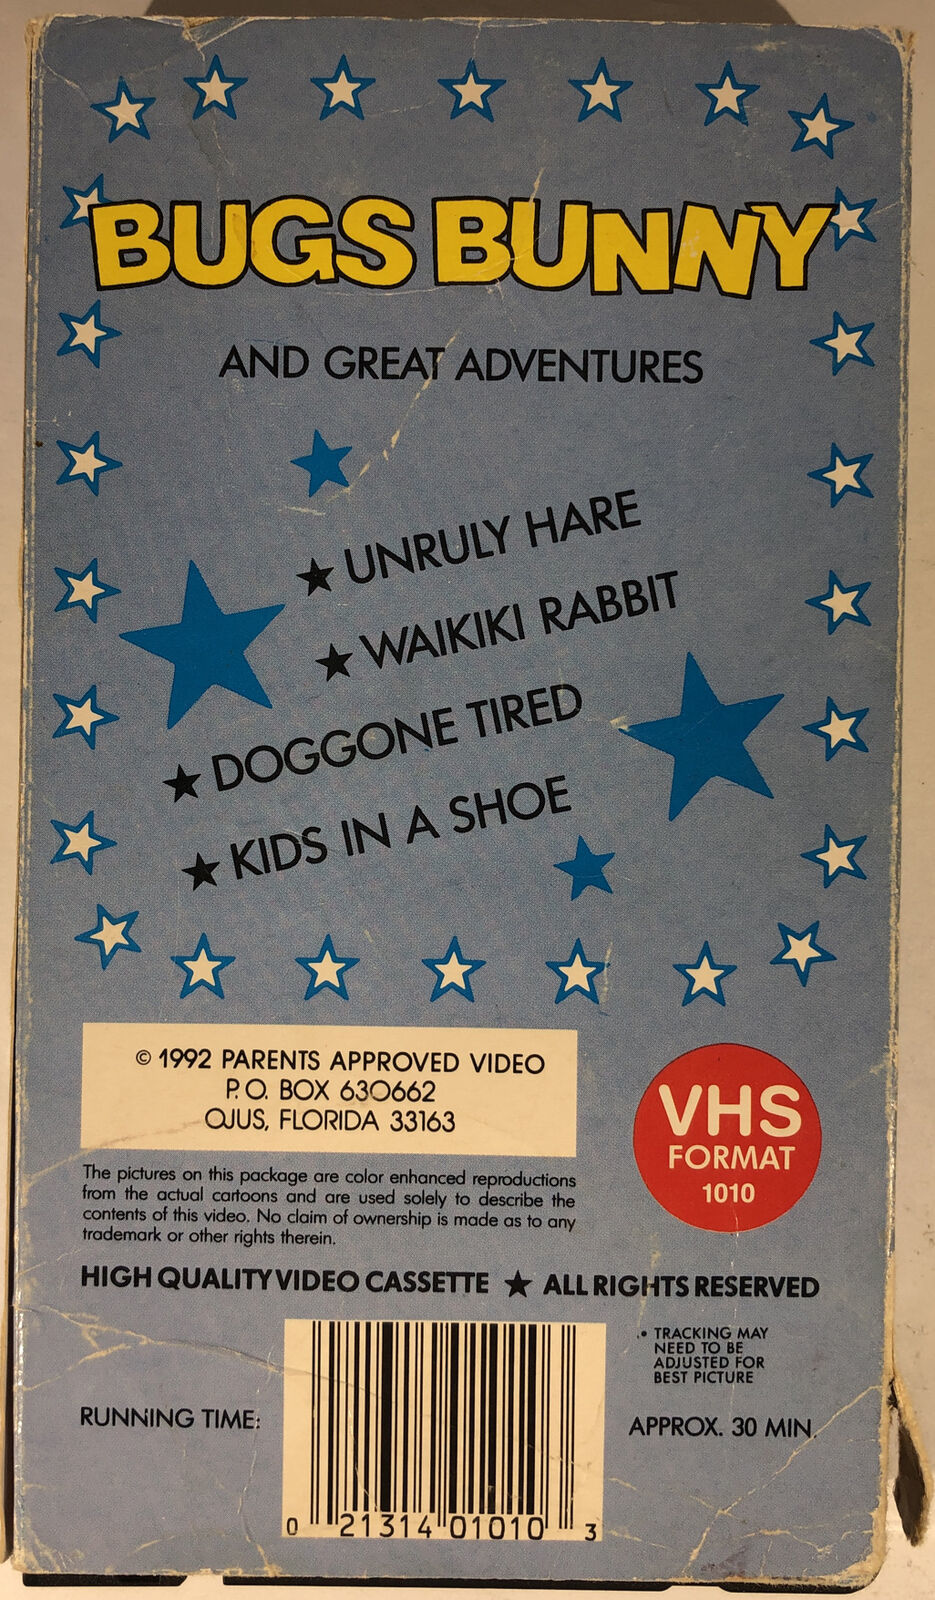 BUGS BUNNY
AND GREAT ADVENTURES
★ UNRULY HARE
★ WAIKIKI RABBIT
★ DOGGONE TIRED
★ KIDS IN A SHOE
© 1992 PARENTS APPROVED VIDEO
P.O. BOX 630662
OJUS, FLORIDA 33163
VHS
FORMAT
1010
The pictures on this package are color enhanced reproductions
from the actual cartoons and are used solely to describe the
contents of this video. No claim of ownership is made as to any
trademark or other rights therein.
HIGH QUALITY VIDEO CASSETTE ★ ALL RIGHTS RESERVED
• TRACKING MAY
NEED TO BE
ADJUSTED FOR
BEST PICTURE
RUNNING TIME:
APPROX. 30 MIN.
0 21314 01010 3